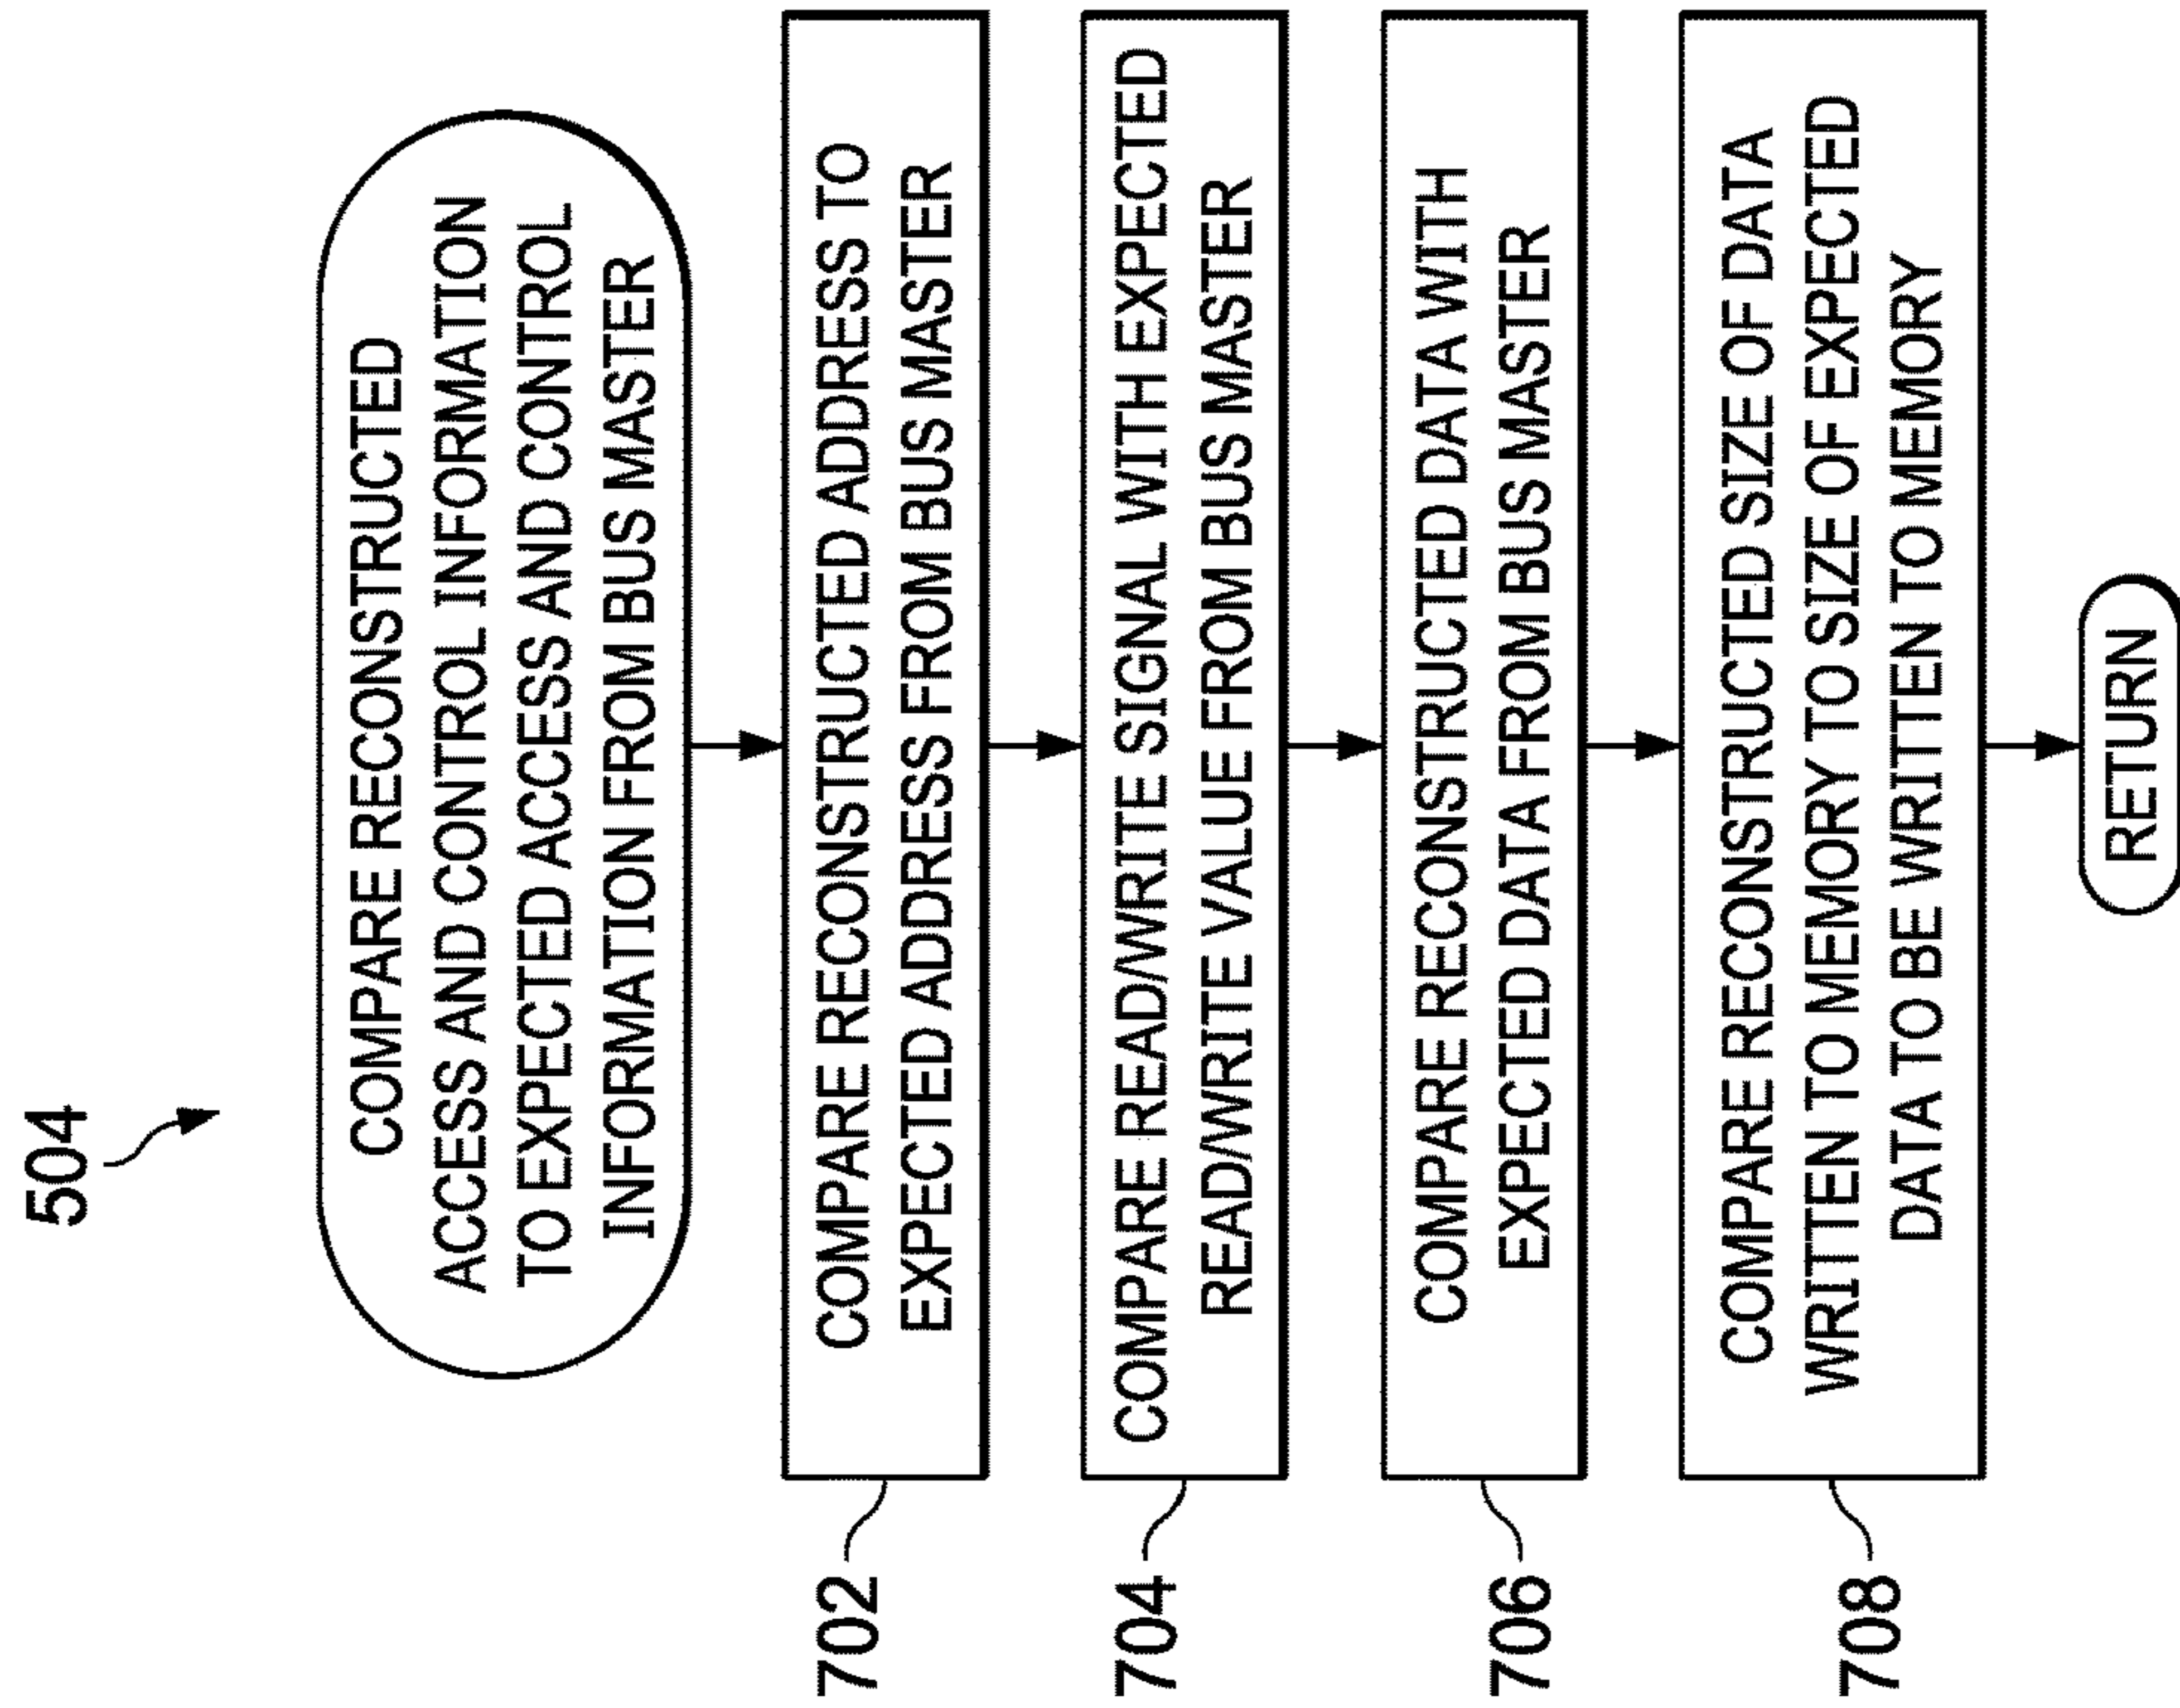 504
COMPARE RECONSTRUCTED
ACCESS AND CONTROL INFORMATION
TO EXPECTED ACCESS AND CONTROL
INFORMATION FROM BUS MASTER
702
COMPARE RECONSTRUCTED ADDRESS TO
EXPECTED ADDRESS FROM BUS MASTER
704
COMPARE READ/WRITE SIGNAL WITH EXPECTED
READ/WRITE VALUE FROM BUS MASTER
706
COMPARE RECONSTRUCTED DATA WITH
EXPECTED DATA FROM BUS MASTER
708
COMPARE RECONSTRUCTED SIZE OF DATA
WRITTEN TO MEMORY TO SIZE OF EXPECTED
DATA TO BE WRITTEN TO MEMORY
RETURN